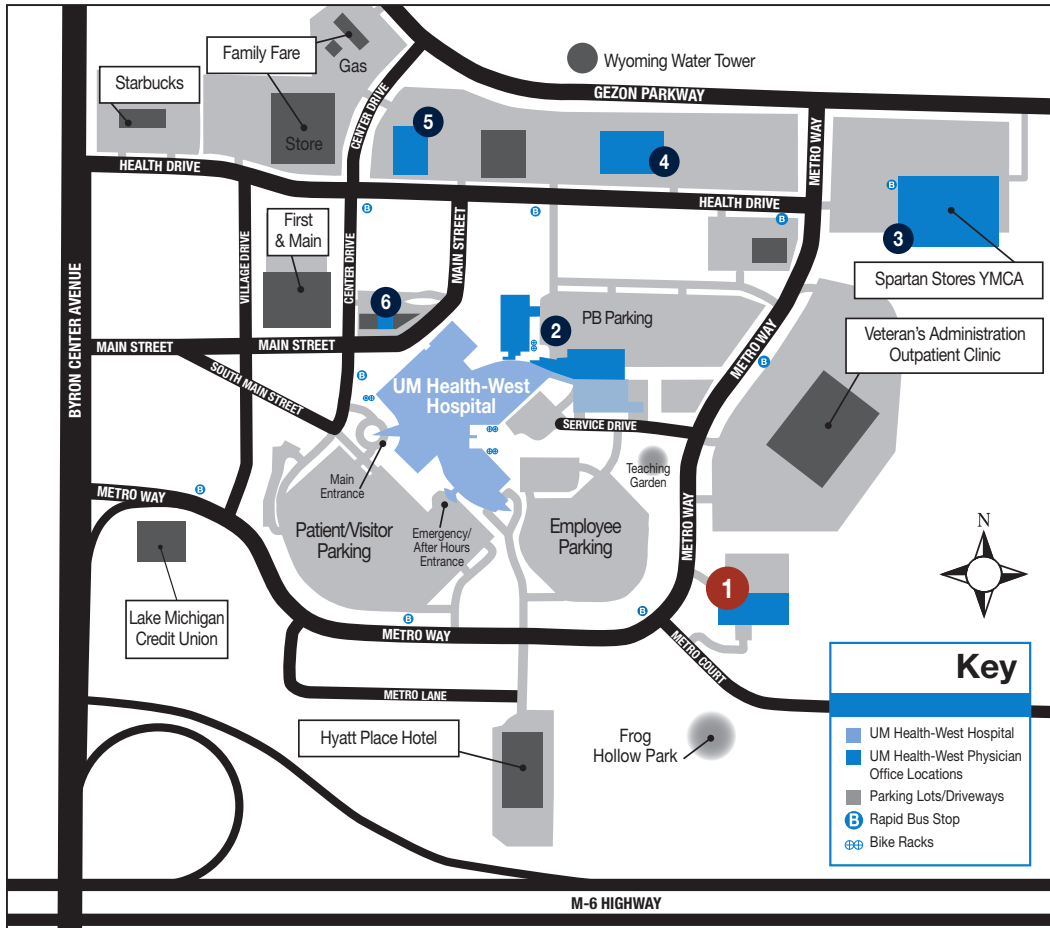 Family Fare
Gas
Starbucks
Store
Wyoming Water Tower
GEZON PARKWAY
CENTER DRIVE
5
4
METRO WAY
HEALTH DRIVE
HEALTH DRIVE
B
B
B
B
3
Spartan Stores YMCA
First
& Main
VILLAGE DRIVE
CENTER DRIVE
MAIN STREET
6
2
PB Parking
Veteran's Administration
Outpatient Clinic
BYRON CENTER AVENUE
MAIN STREET
MAIN STREET
SOUTH MAIN STREET
B
B
METRO WAY
UM Health-West
Hospital
SERVICE DRIVE
Teaching
Garden
Main
Entrance
METRO WAY
B
Patient/Visitor
Parking
Emergency/
After Hours
Entrance
Employee
Parking
METRO WAY
N
1
Lake Michigan
Credit Union
B
B
METRO WAY
METRO COURT
METRO LANE
Hyatt Place Hotel
Frog
Hollow Park
Key
UM Health-West Hospital
UM Health-West Physician
Office Locations
Parking Lots/Driveways
B Rapid Bus Stop
Bike Racks
M-6 HIGHWAY